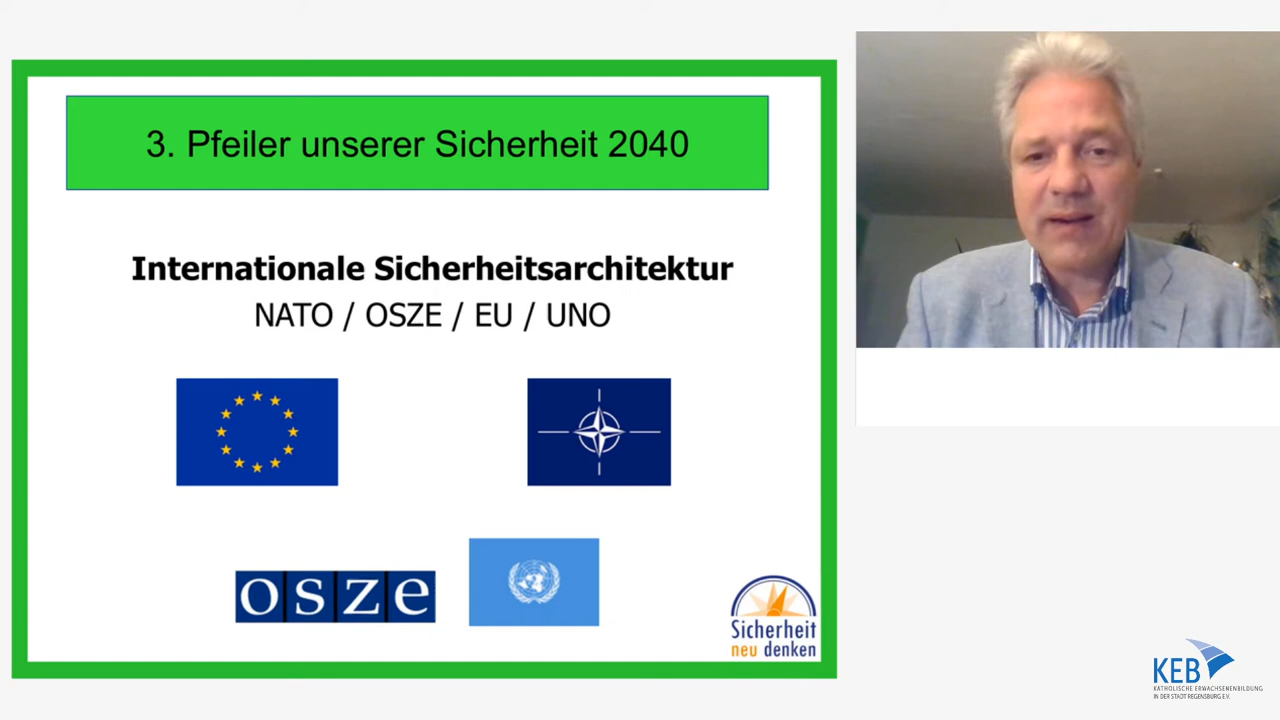 3. Pfeiler unserer Sicherheit 2040
Internationale Sicherheitsarchitektur
NATO / OSZE / EU / UNO
osze
Sicherheit
neu denken
KEB
KATHOLISCHE ERWACHSENENBILDUNG
IN DER STADT REGENSBURG E.V.